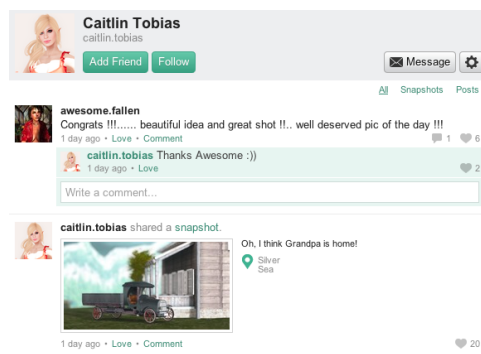 Caitlin Tobias
caitlin.tobias
Add Friend Follow Message
All Snapshots Posts
awesome.fallen
Congrats !!!...... beautiful idea and great shot !!.. well deserved pic of the day !!!
1 day ago • Love • Comment 1 6
caitlin.tobias Thanks Awesome :))
1 day ago • Love 2
Write a comment...
caitlin.tobias shared a snapshot.
Oh, I think Grandpa is home!
Silver
Sea
1 day ago • Love • Comment 20